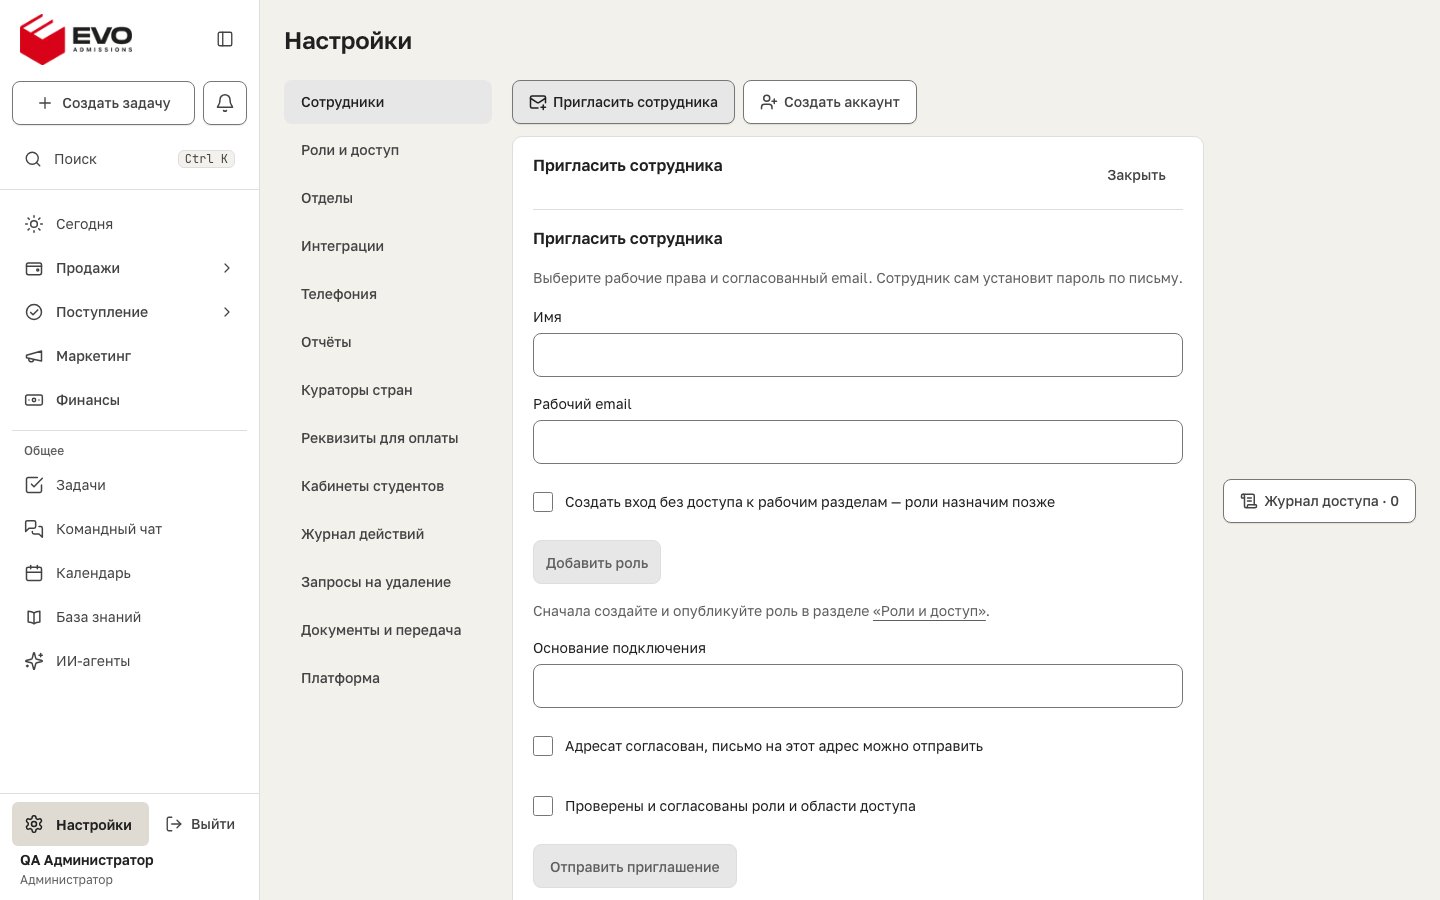 EVO
ADMISSIONS
Создать задачу
Поиск
Ctrl K
Сегодня
Продажи
Поступление
Маркетинг
Финансы
Общее
Задачи
Командный чат
Календарь
База знаний
ИИ-агенты
Настройки
Выйти
QA Администратор
Администратор
Настройки
Сотрудники
Роли и доступ
Отделы
Интеграции
Телефония
Отчёты
Кураторы стран
Реквизиты для оплаты
Кабинеты студентов
Журнал действий
Запросы на удаление
Документы и передача
Платформа
Пригласить сотрудника
Создать аккаунт
Пригласить сотрудника
Закрыть
Пригласить сотрудника
Выберите рабочие права и согласованный email. Сотрудник сам установит пароль по письму.
Имя
Рабочий email
Создать вход без доступа к рабочим разделам — роли назначим позже
Добавить роль
Сначала создайте и опубликуйте роль в разделе «Роли и доступ».
Основание подключения
Адресат согласован, письмо на этот адрес можно отправить
Проверены и согласованы роли и области доступа
Отправить приглашение
Журнал доступа · 0